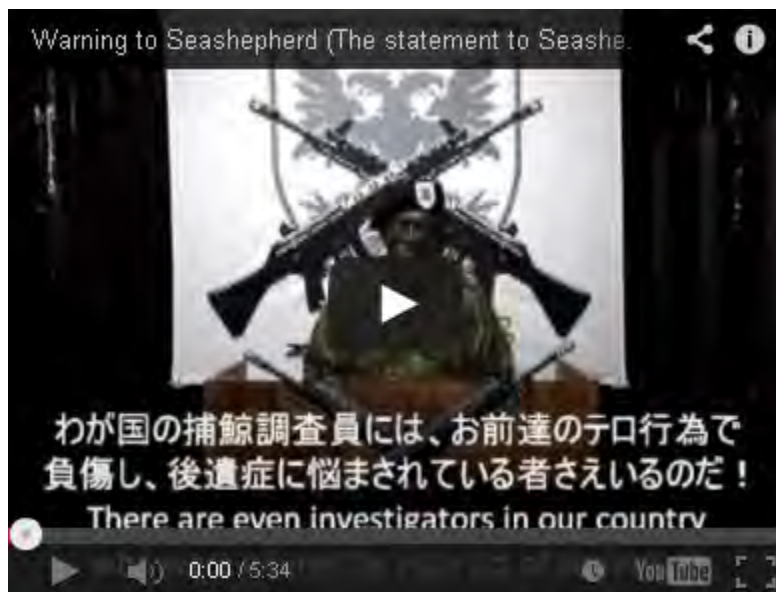 Warning to Seashepherd (The statement to Seashe.
わが国の捕鯨調査員には、お前達のテロ行為で
負傷し、後遺症に悩まされている者さえいるのだ！
There are even investigators in our country
0:00 / 5:34
YouTube